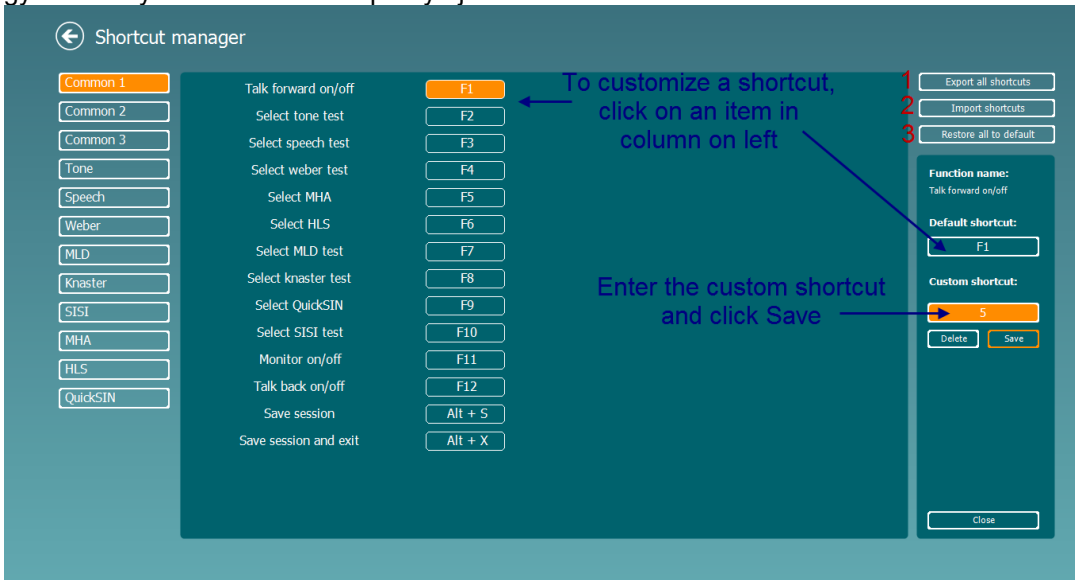 Shortcut manager
Common 1
Common 2
Common 3
Tone
Speech
Weber
MLD
Knaster
SISI
MHA
HLS
QuickSIN
Talk forward on/off F1
Select tone test F2
Select speech test F3
Select weber test F4
Select MHA F5
Select HLS F6
Select MLD test F7
Select knaster test F8
Select QuickSIN F9
Select SISI test F10
Monitor on/off F11
Talk back on/off F12
Save session Alt + S
Save session and exit Alt + X
To customize a shortcut,
click on an item in
column on left
Enter the custom shortcut
and click Save
1 Export all shortcuts
2 Import shortcuts
3 Restore all to default
Function name:
Talk forward on/off
Default shortcut:
F1
Custom shortcut:
5
Delete Save
Close